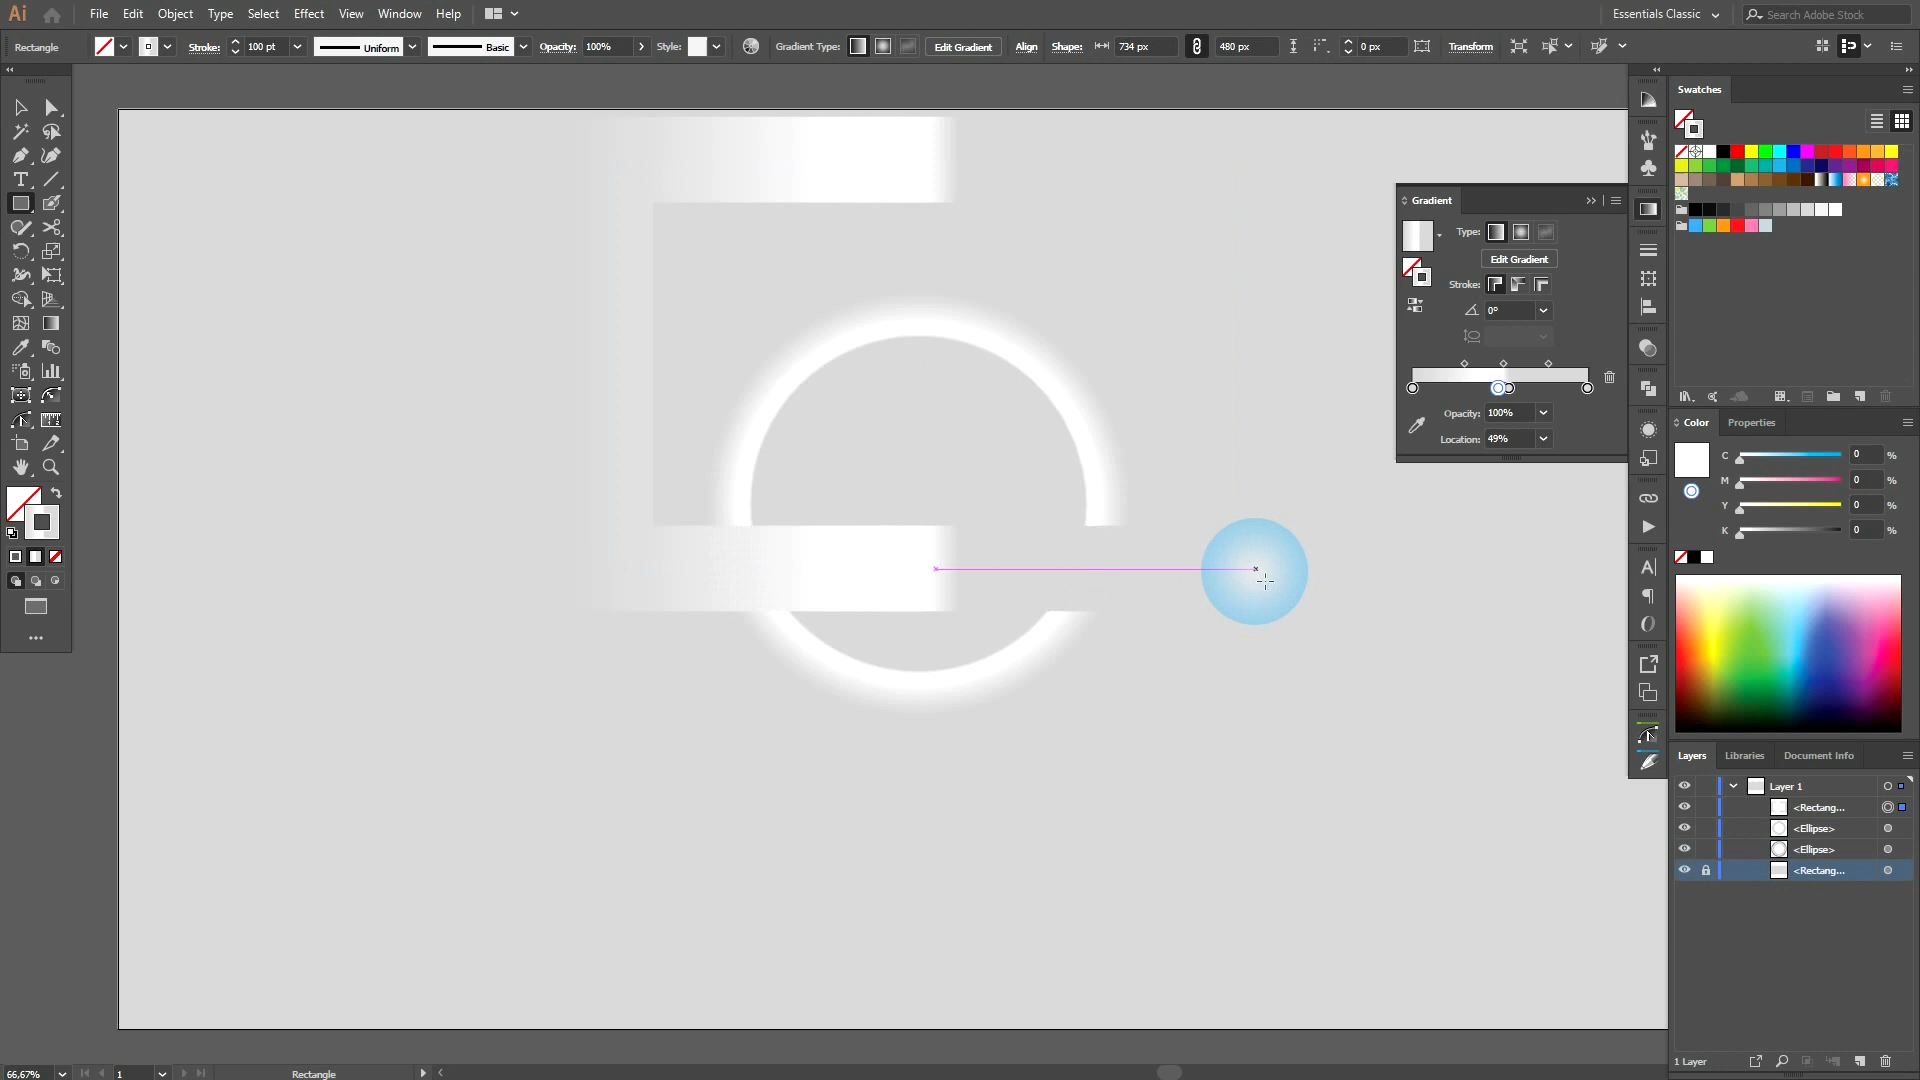 Ai File Edit Object Type Select Effect View Window Help Essentials Classic Search Adobe Stock
Rectangle Stroke: 100 pt Uniform Basic Opacity: 100% Style: Gradient Type: Edit Gradient Align Shape: 734 px 480 px 0 px Transform
Swatches
Gradient
Type:
Edit Gradient
Stroke:
0°
Opacity: 100%
Location: 49%
Color Properties
C 0 %
M 0 %
Y 0 %
K 0 %
Layers Libraries Document Info
Layer 1
<Rectang...
<Ellipse>
<Ellipse>
<Rectang...
1 Layer
66,67% 1 Rectangle